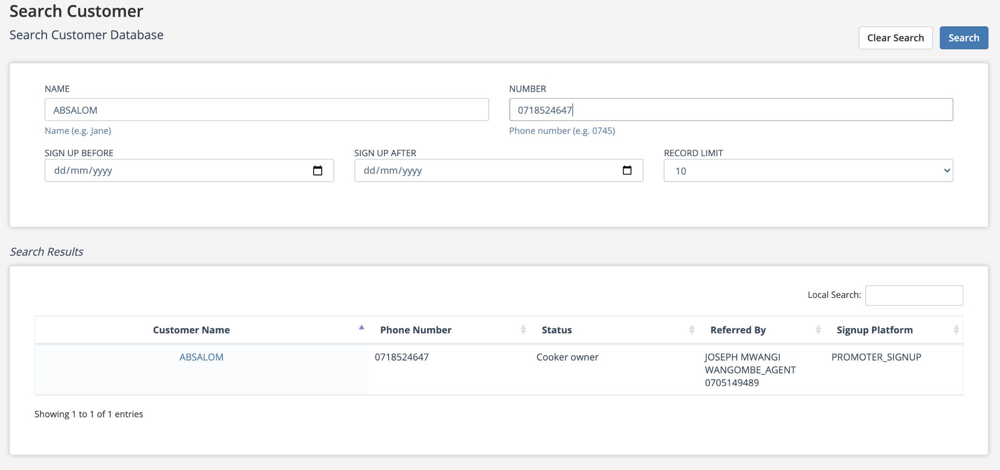 Search Customer
Search Customer Database
Clear Search
Search
NAME
NUMBER
ABSALOM
0718524647
Name (e.g. Jane)
Phone number (e.g. 0745)
SIGN UP BEFORE
SIGN UP AFTER
RECORD LIMIT
dd/mm/yyyy
dd/mm/yyyy
10
Search Results
Local Search:
Customer Name
Phone Number
Status
Referred By
Signup Platform
ABSALOM
0718524647
Cooker owner
JOSEPH MWANGI
WANGOMBE_AGENT
0705149489
PROMOTER_SIGNUP
Showing 1 to 1 of 1 entries